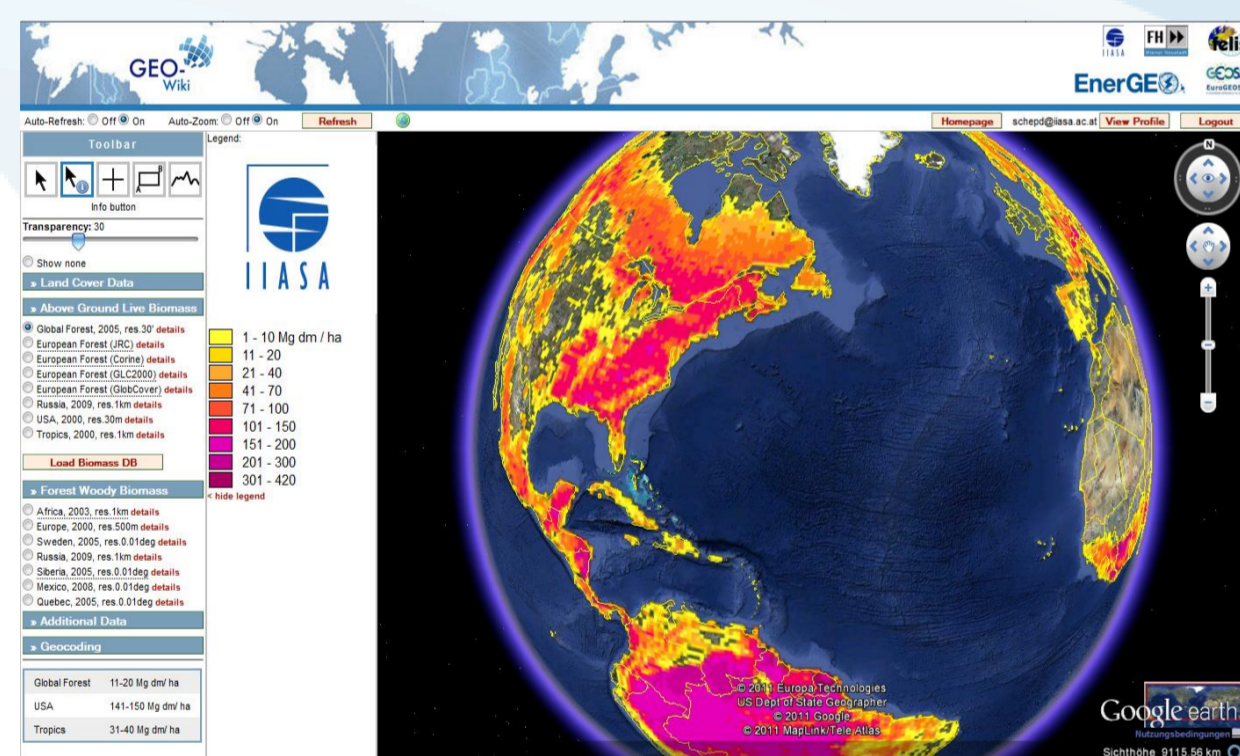 GEO-
Wiki
IIASA
FH
felis
EnerGEO
GEOSS
EuroGEOSS
Auto-Refresh: Off On Auto-Zoom: Off On Refresh
Homepage schepd@iiasa.ac.at View Profile Logout
Toolbar
Info button
Transparency: 30
Show none
» Land Cover Data
» Above Ground Live Biomass
Global Forest, 2005, res.30' details
European Forest (JRC) details
European Forest (Corine) details
European Forest (GLC2000) details
European Forest (GlobCover) details
Russia, 2009, res.1km details
USA, 2000, res.30m details
Tropics, 2000, res.1km details
Load Biomass DB
» Forest Woody Biomass
Africa, 2003, res.1km details
Europe, 2000, res.500m details
Sweden, 2005, res.0.01deg details
Russia, 2009, res.1km details
Siberia, 2005, res.0.01deg details
Mexico, 2008, res.0.01deg details
Quebec, 2005, res.0.01deg details
» Additional Data
» Geocoding
Global Forest 11-20 Mg dm/ ha
USA 141-150 Mg dm/ ha
Tropics 31-40 Mg dm/ ha
Legend:
IIASA
1 - 10 Mg dm / ha
11 - 20
21 - 40
41 - 70
71 - 100
101 - 150
151 - 200
201 - 300
301 - 420
< hide legend
N
© 2011 Europa Technologies
US Dept of State Geographer
© 2011 Google
© 2011 MapLink/Tele Atlas
Google earth
Nutzungsbedingungen
Sichthöhe 9115.56 km